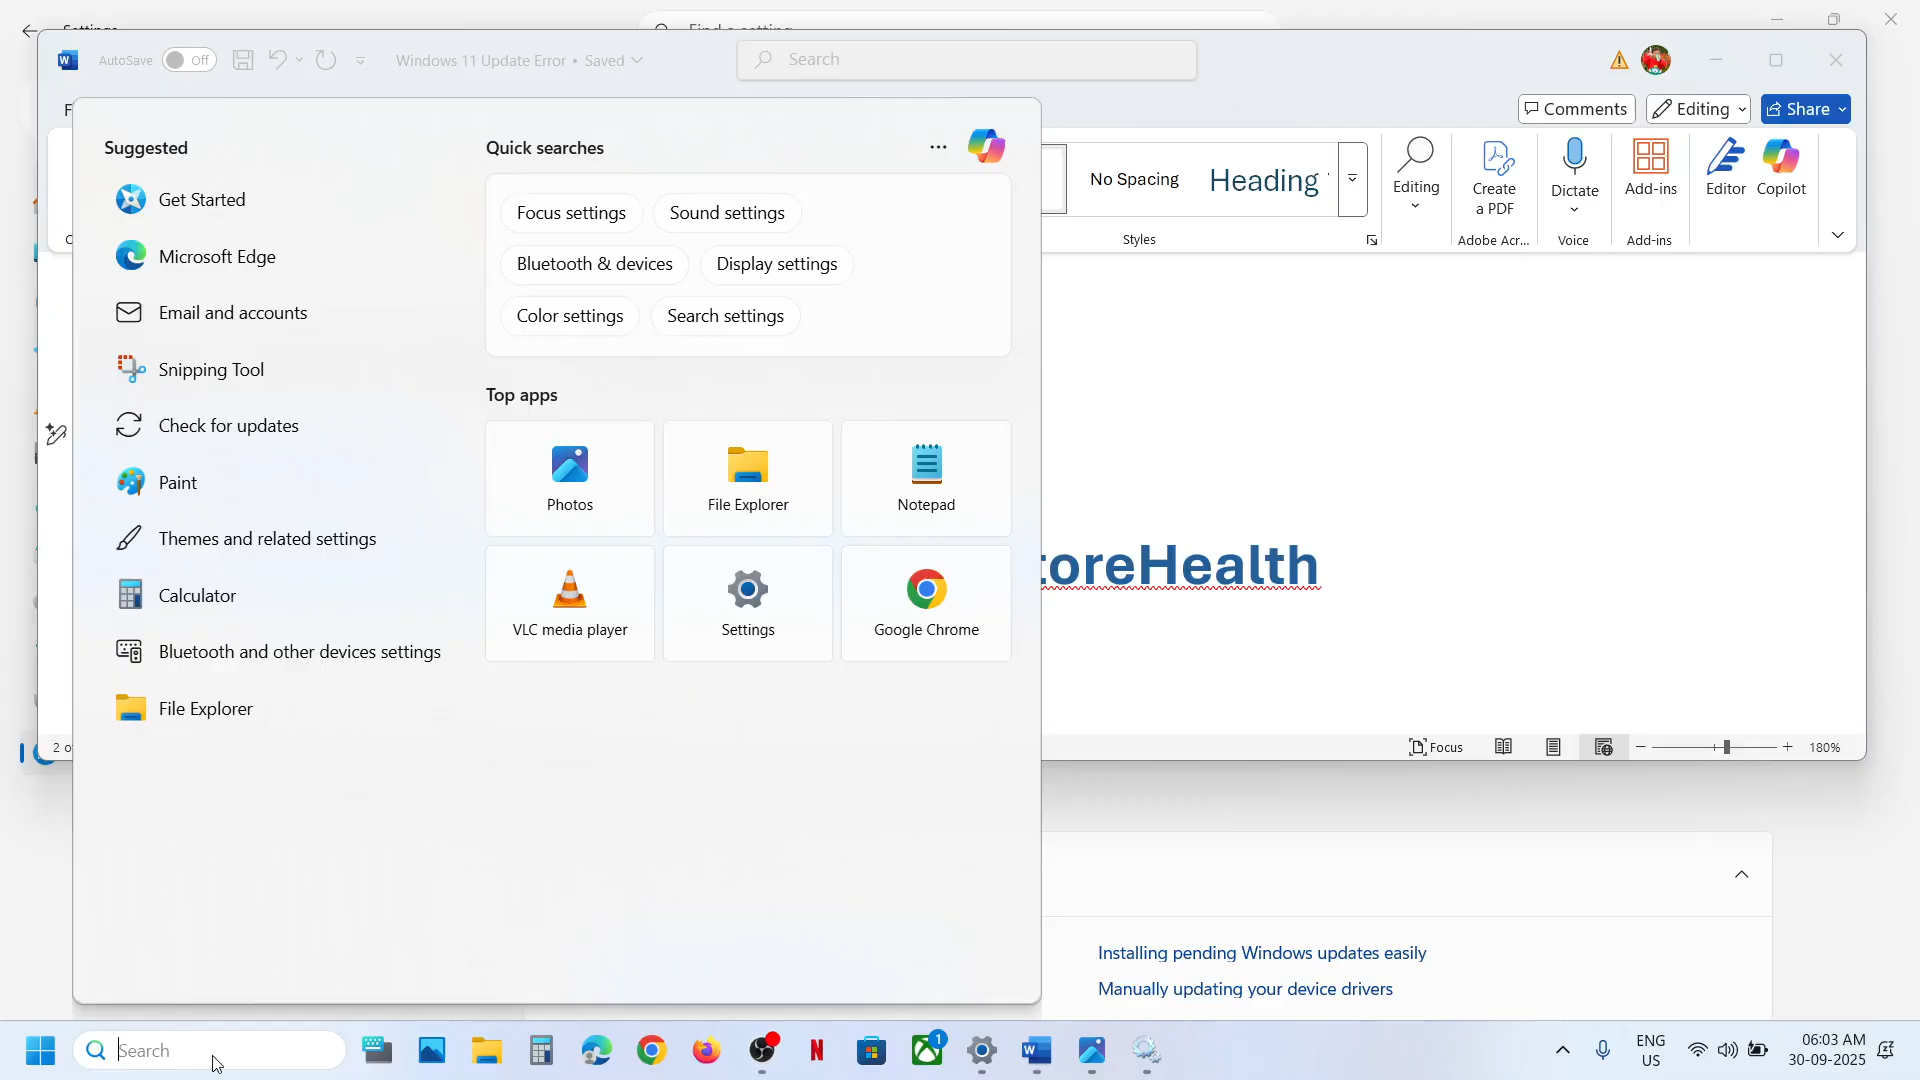 Settings
Find a setting
AutoSave
Off
Windows 11 Update Error • Saved
Search
Comments
Editing
Share
No Spacing
Heading
Styles
Editing
Create
a PDF
Adobe Acr...
Dictate
Voice
Add-ins
Add-ins
Editor
Copilot
Suggested
Get Started
Microsoft Edge
Email and accounts
Snipping Tool
Check for updates
Paint
Themes and related settings
Calculator
Bluetooth and other devices settings
File Explorer
Quick searches
Focus settings
Sound settings
Bluetooth & devices
Display settings
Color settings
Search settings
Top apps
Photos
File Explorer
Notepad
VLC media player
Settings
Google Chrome
toreHealth
2 o
Focus
180%
Installing pending Windows updates easily
Manually updating your device drivers
Search
1
ENG
US
06:03 AM
30-09-2025